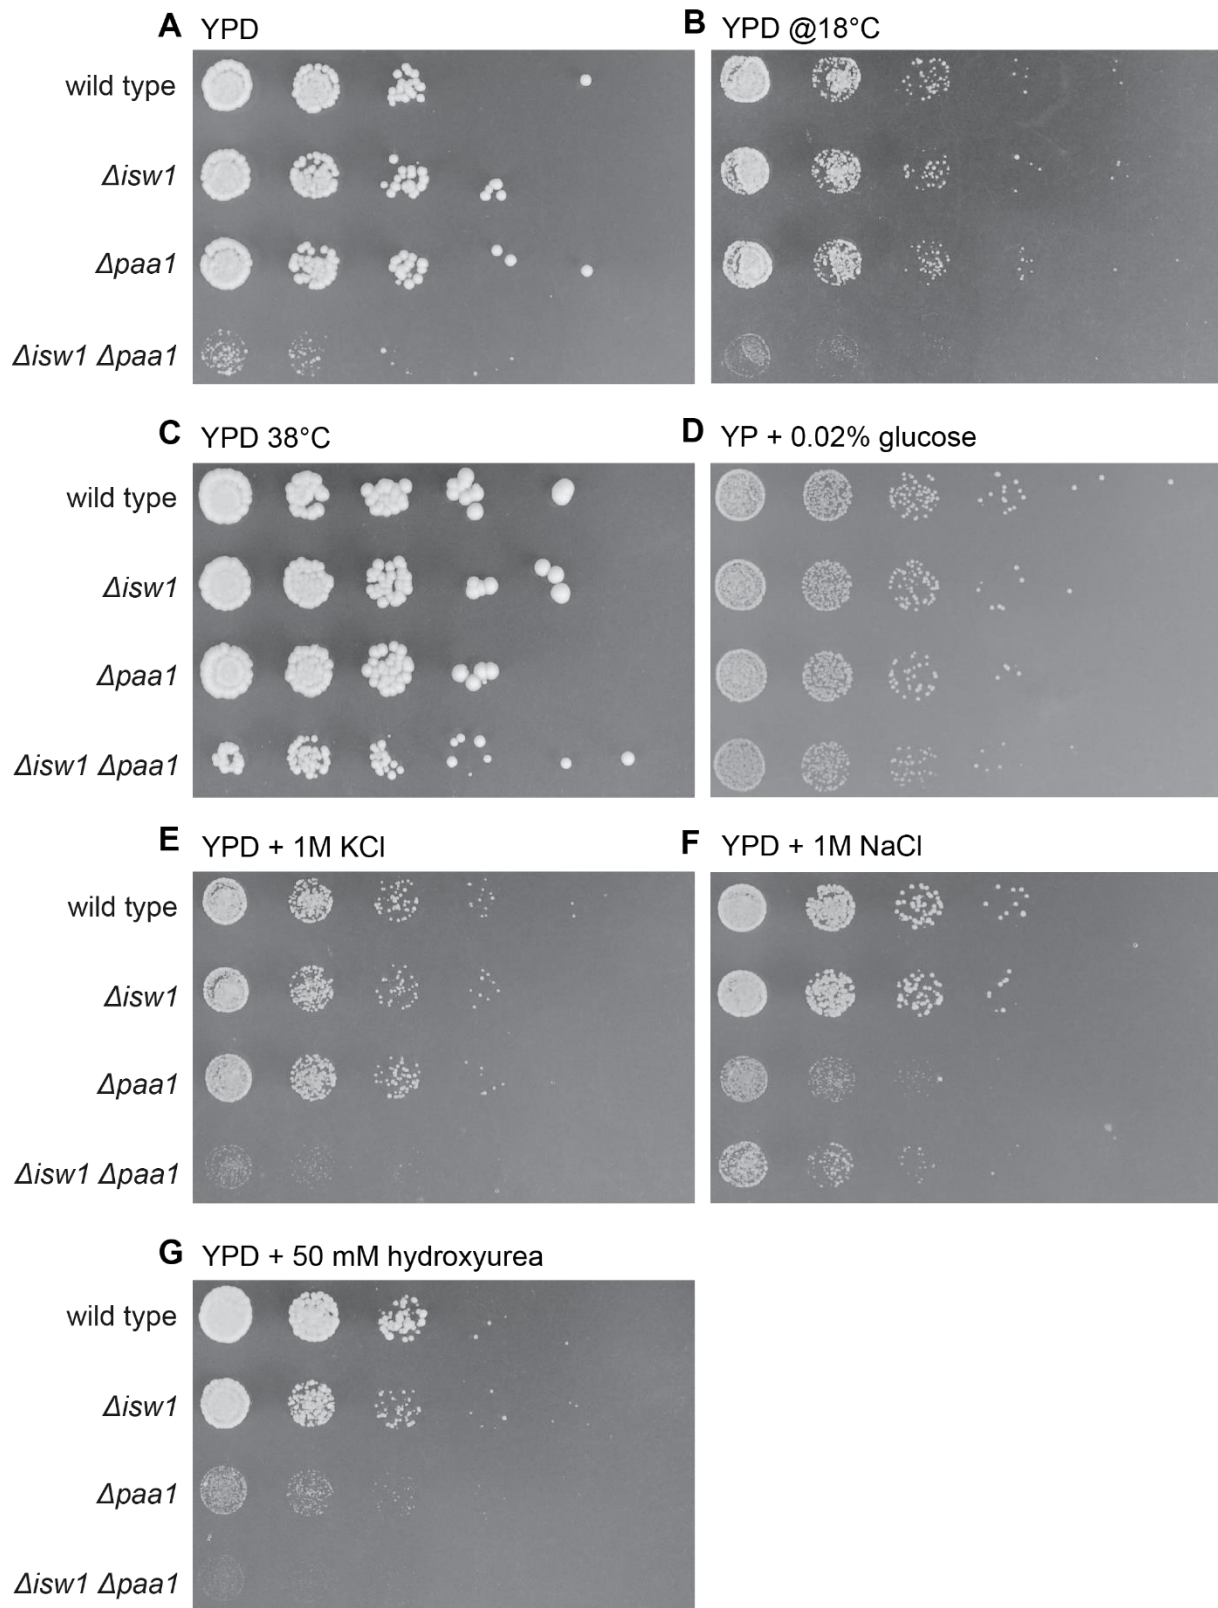 A YPD
B YPD @18°C
wild type
Δisw1
Δpaa1
Δisw1 Δpaa1
C YPD 38°C
D YP + 0.02% glucose
wild type
Δisw1
Δpaa1
Δisw1 Δpaa1
E YPD + 1M KCl
F YPD + 1M NaCl
wild type
Δisw1
Δpaa1
Δisw1 Δpaa1
G YPD + 50 mM hydroxyurea
wild type
Δisw1
Δpaa1
Δisw1 Δpaa1